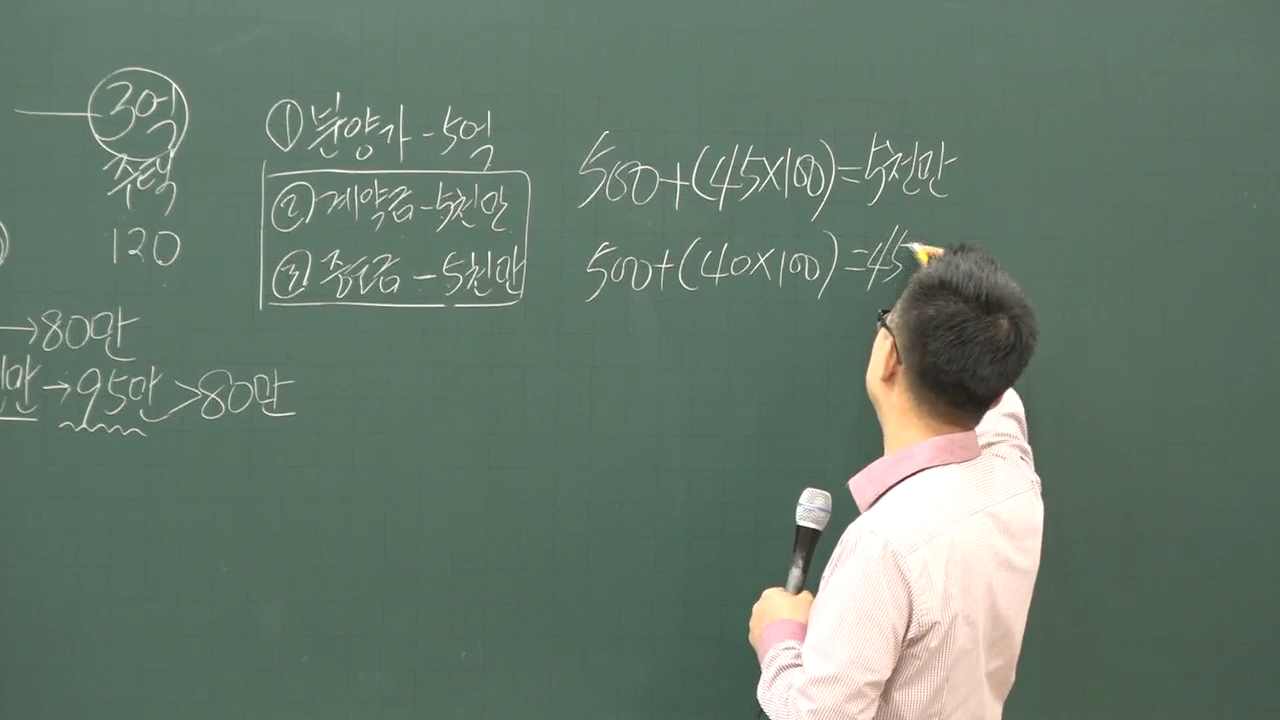 3억
주택
120
→80만
만→95만>80만
①분양가-5억
②계약금-5천만
③중도금-5천만
500+(45×100)=5천만
500+(40×100)=45